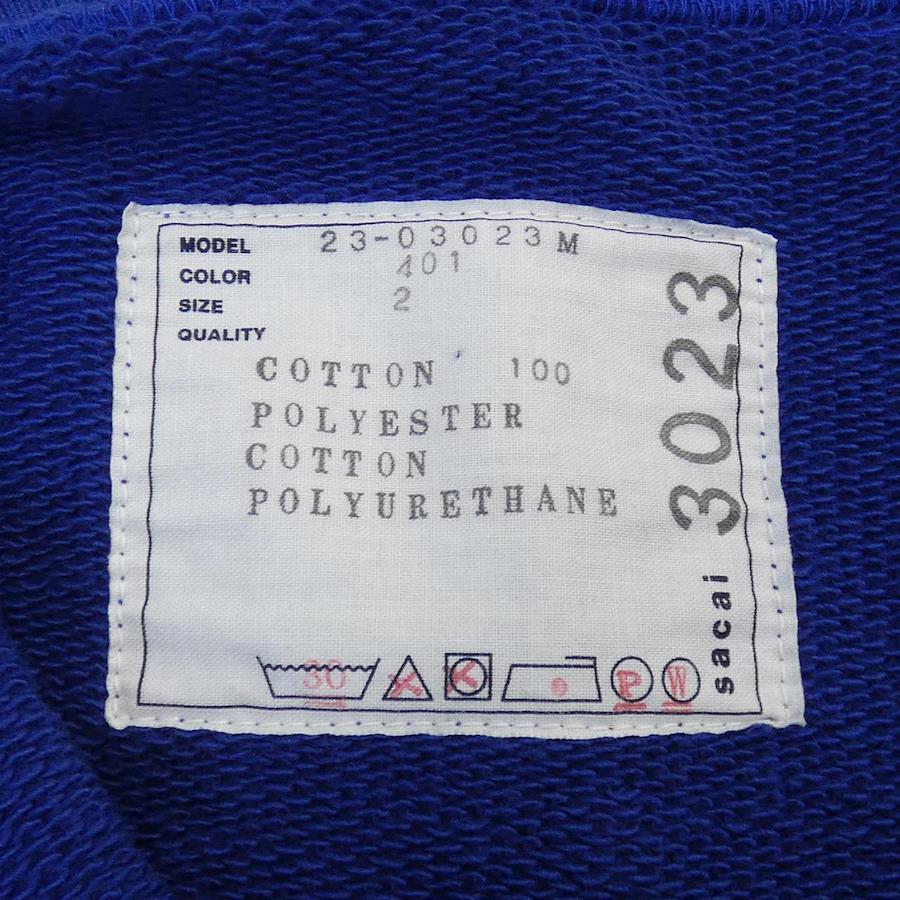 MODEL 23-03023M
COLOR 401
SIZE 2
QUALITY
COTTON 100
POLYESTER
COTTON
POLYURETHANE
30 P W
sacai 3023